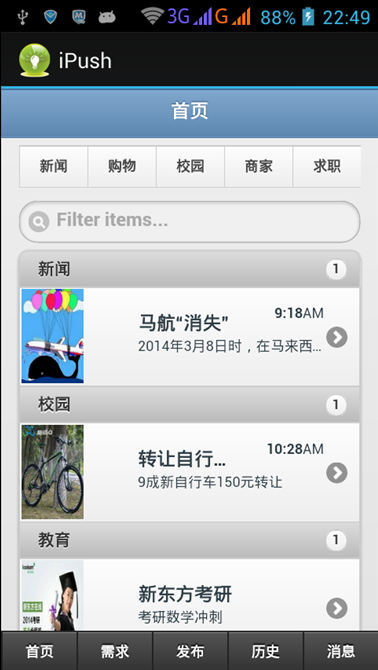 3G G 88% 22:49
iPush
首页
新闻 购物 校园 商家 求职
Filter items...
新闻 1
马航“消失” 9:18AM
2014年3月8日时，在马来西...
校园 1
转让自行... 10:28AM
9成新自行车150元转让
教育 1
新东方考研
考研数学冲刺
首页 需求 发布 历史 消息